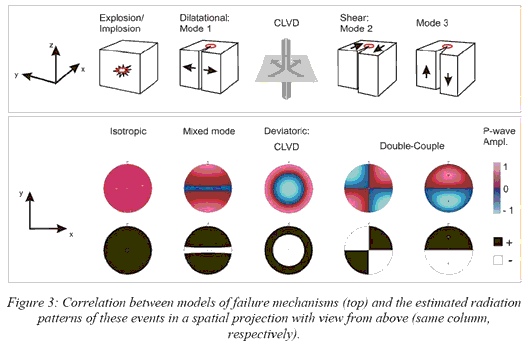 Explosion/ Dilatational: CLVD Shear:
Implosion Mode 1 Mode 2 Mode 3
z
y x
Isotropic Mixed mode Deviatoric: Double-Couple P-wave
CLVD Ampl.
1
0
-1
y
x
+
-
Figure 3: Correlation between models of failure mechanisms (top) and the estimated radiation
patterns of these events in a spatial projection with view from above (same column,
respectively).